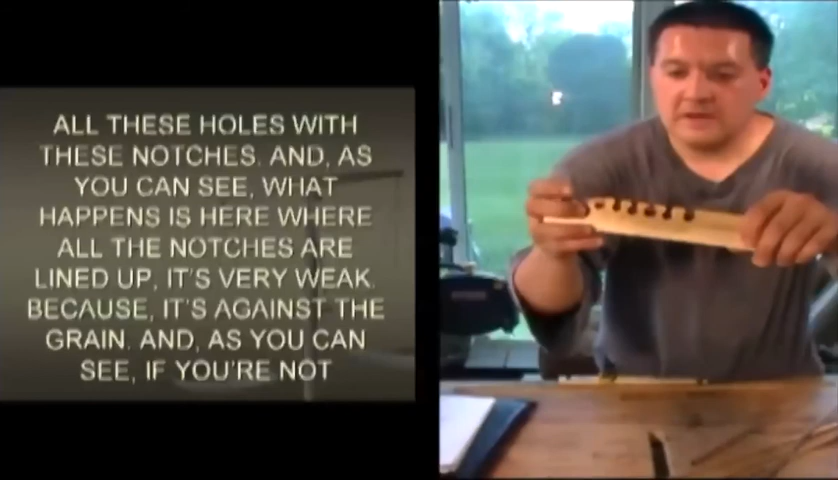 ALL THESE HOLES WITH
THESE NOTCHES. AND, AS
YOU CAN SEE, WHAT
HAPPENS IS HERE WHERE
ALL THE NOTCHES ARE
LINED UP, IT'S VERY WEAK.
BECAUSE, IT'S AGAINST THE
GRAIN. AND, AS YOU CAN
SEE, IF YOU'RE NOT